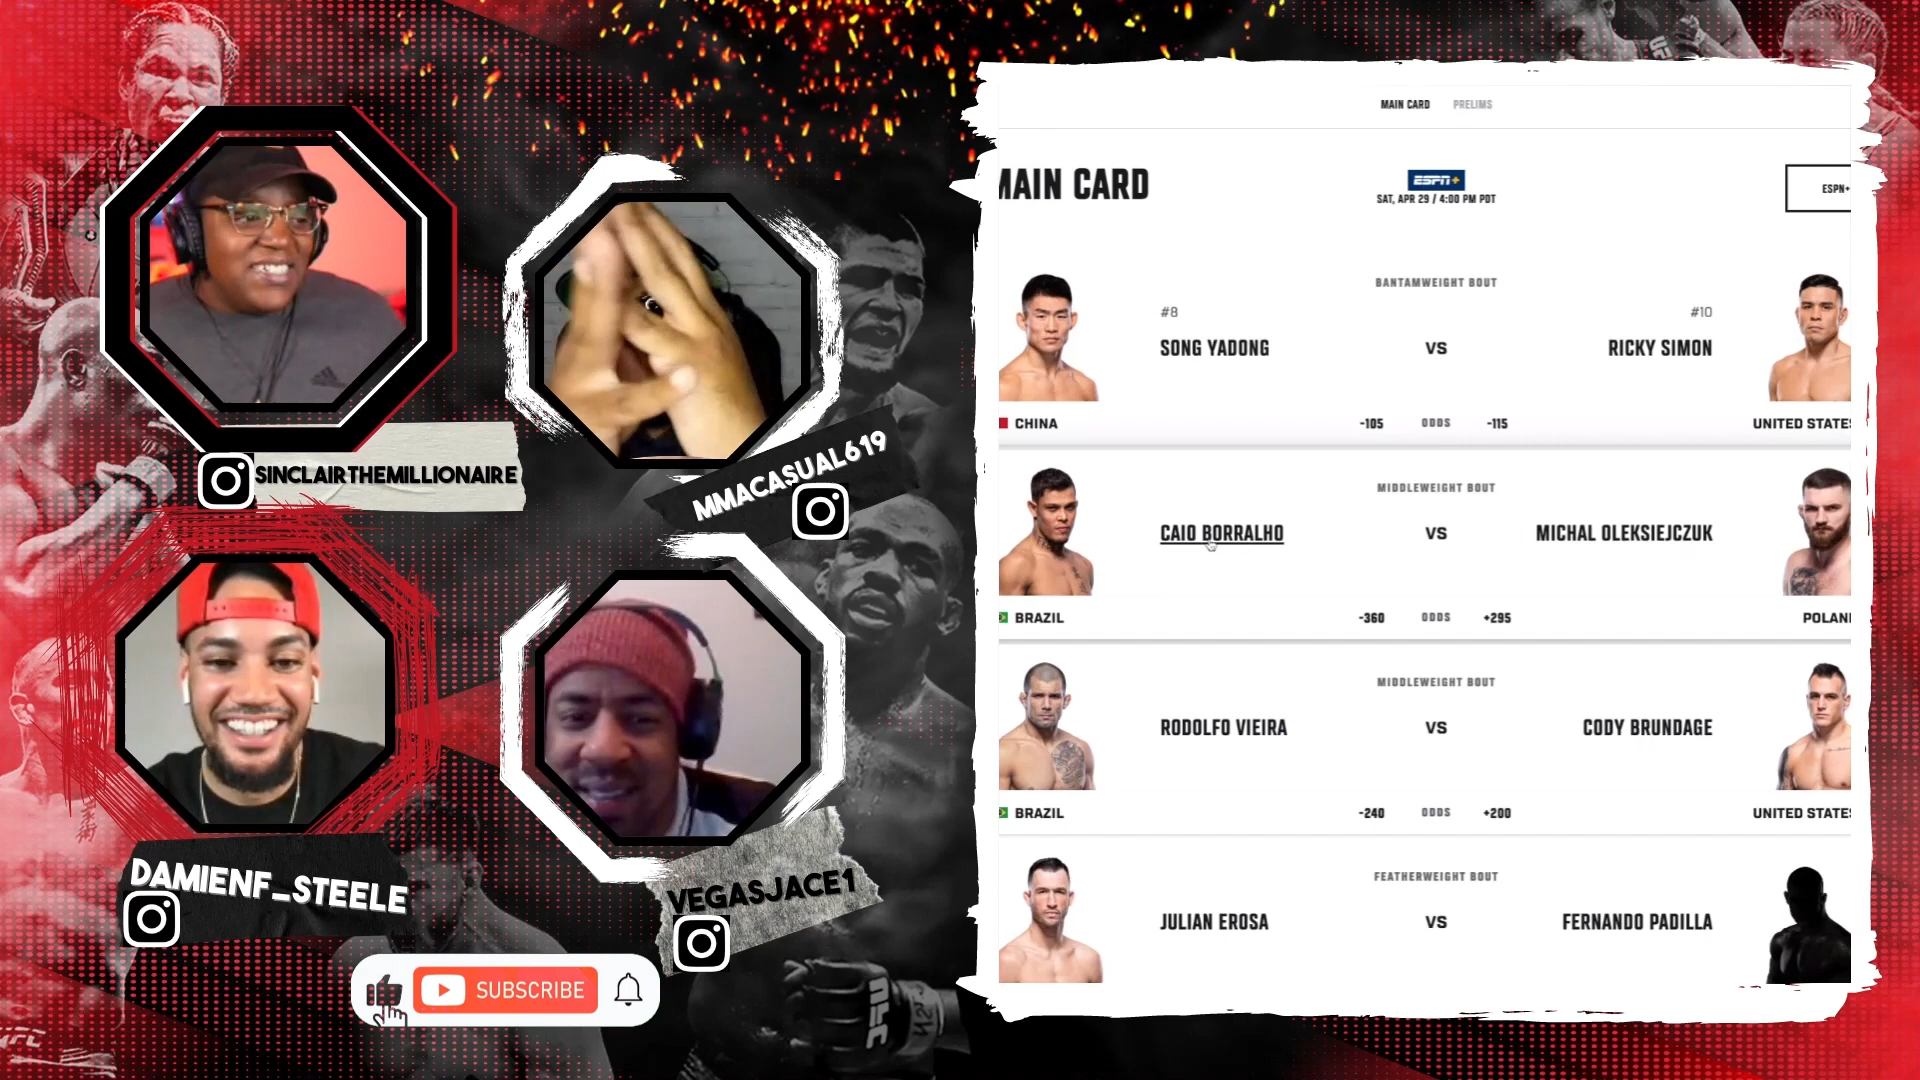 SINCLAIRTHEMILLIONAIRE
MMACASUAL619
DAMIENF_STEELE
VEGASJACE1
SUBSCRIBE
MAIN CARD PRELIMS
MAIN CARD
ESPN+
SAT, APR 29 / 4:00 PM PDT
ESPN+
BANTAMWEIGHT BOUT
#8 #10
SONG YADONG VS RICKY SIMON
CHINA -105 ODDS -115 UNITED STATES
MIDDLEWEIGHT BOUT
CAIO BORRALHO VS MICHAL OLEKSIEJCZUK
BRAZIL -360 ODDS +295 POLAN
MIDDLEWEIGHT BOUT
RODOLFO VIEIRA VS CODY BRUNDAGE
BRAZIL -240 ODDS +200 UNITED STATES
FEATHERWEIGHT BOUT
JULIAN EROSA VS FERNANDO PADILLA
UFC